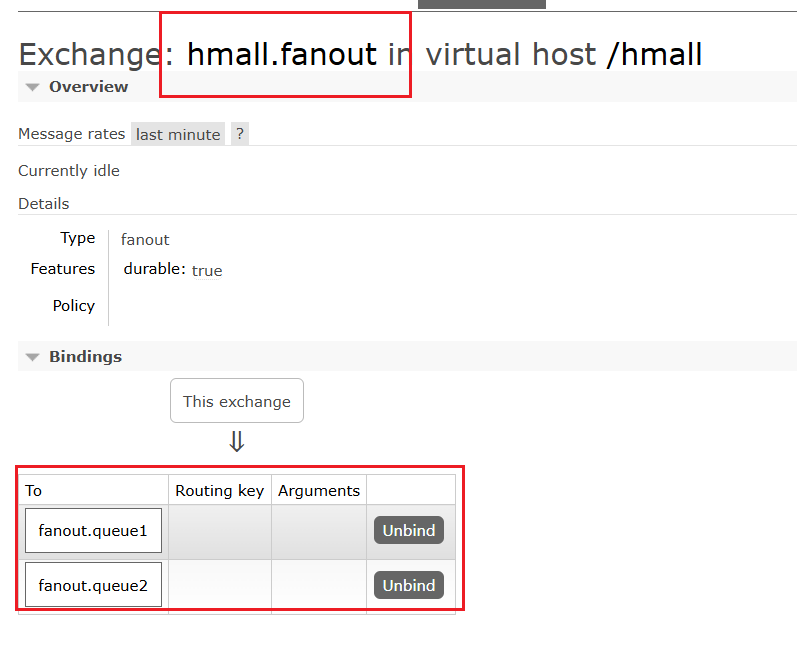 Exchange: hmall.fanout in virtual host /hmall
Overview
Message rates last minute ?
Currently idle
Details
Type fanout
Features durable: true
Policy
Bindings
This exchange
⇓
To Routing key Arguments
fanout.queue1 Unbind
fanout.queue2 Unbind